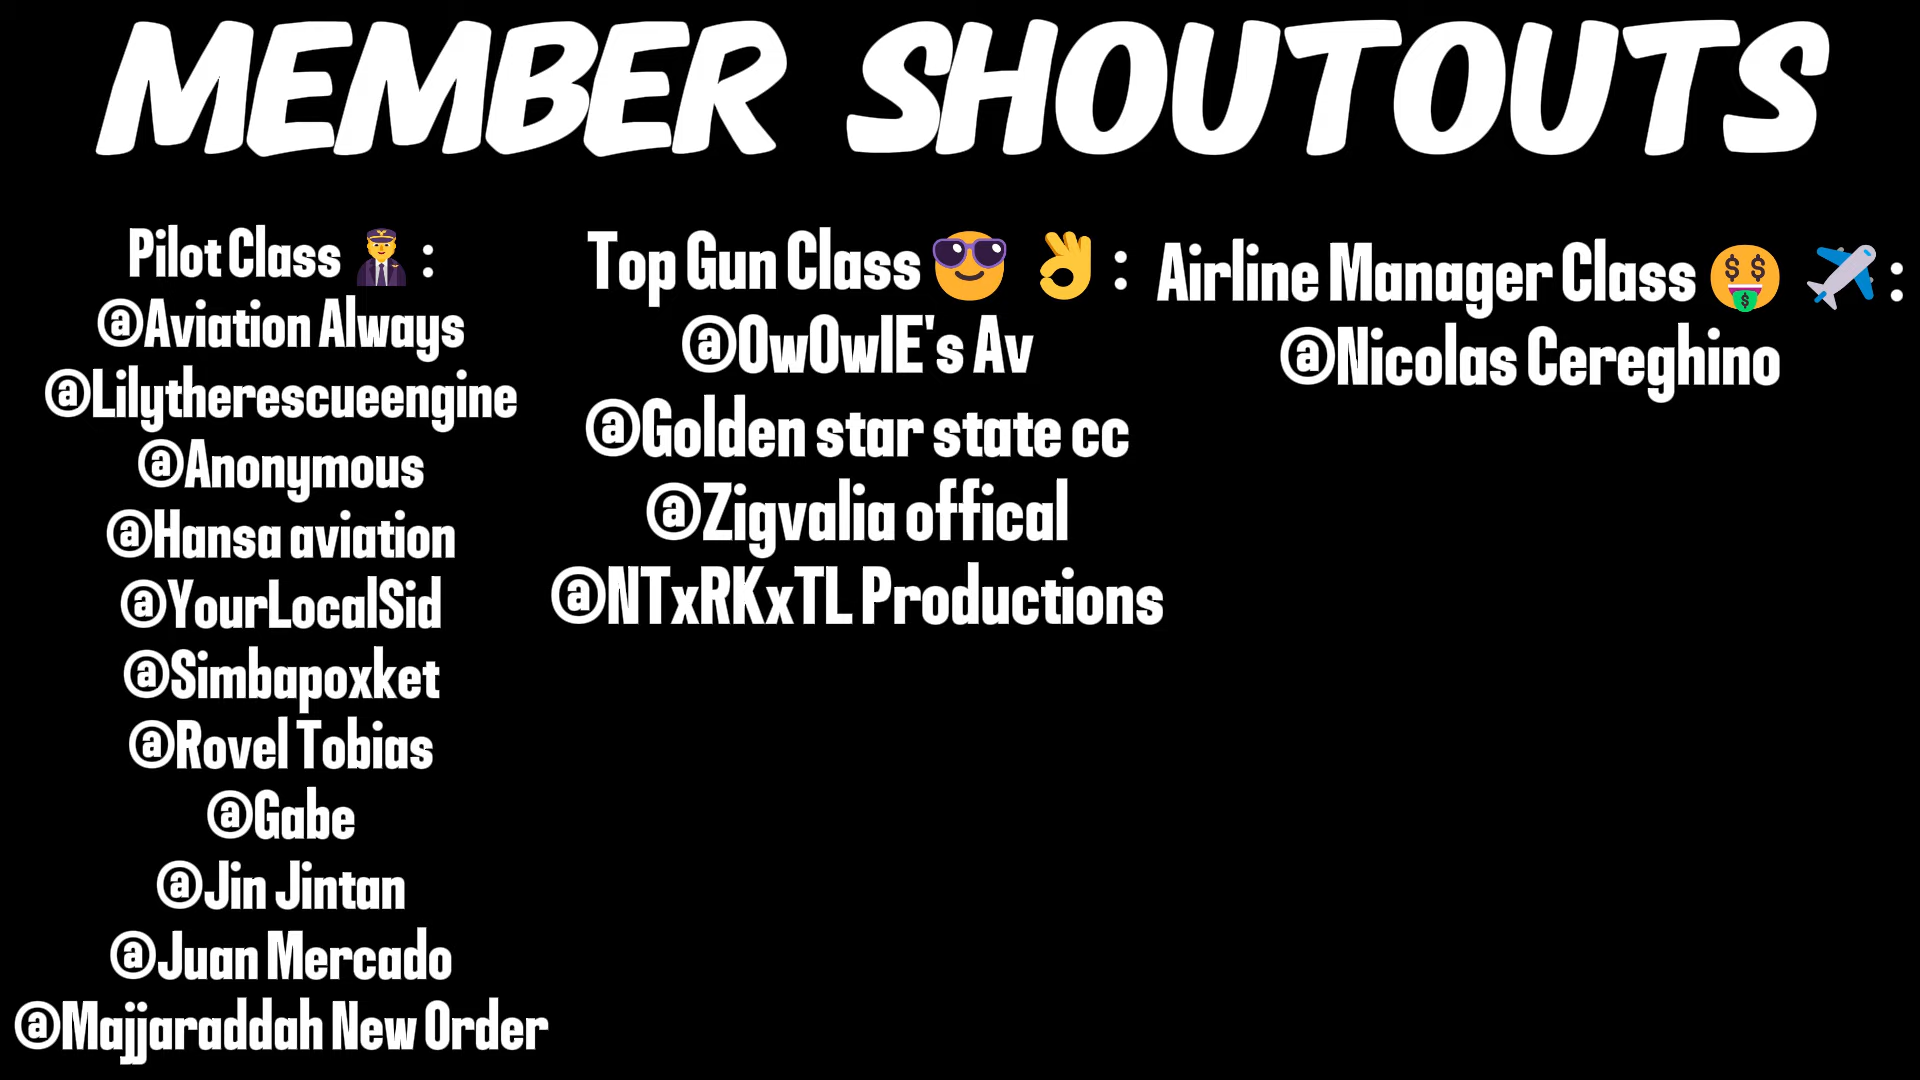 MEMBER SHOUTOUTS
Pilot Class 🧑‍✈️ :
@Aviation Always
@Lilytherescueengine
@Anonymous
@Hansa aviation
@YourLocalSid
@Simbapoxket
@Rovel Tobias
@Gabe
@Jin Jintan
@Juan Mercado
@Majjaraddah New Order
Top Gun Class 😎 👌 :
@OwOwlE's Av
@Golden star state cc
@Zigvalia offical
@NTxRKxTL Productions
Airline Manager Class 🤑 ✈️ :
@Nicolas Cereghino